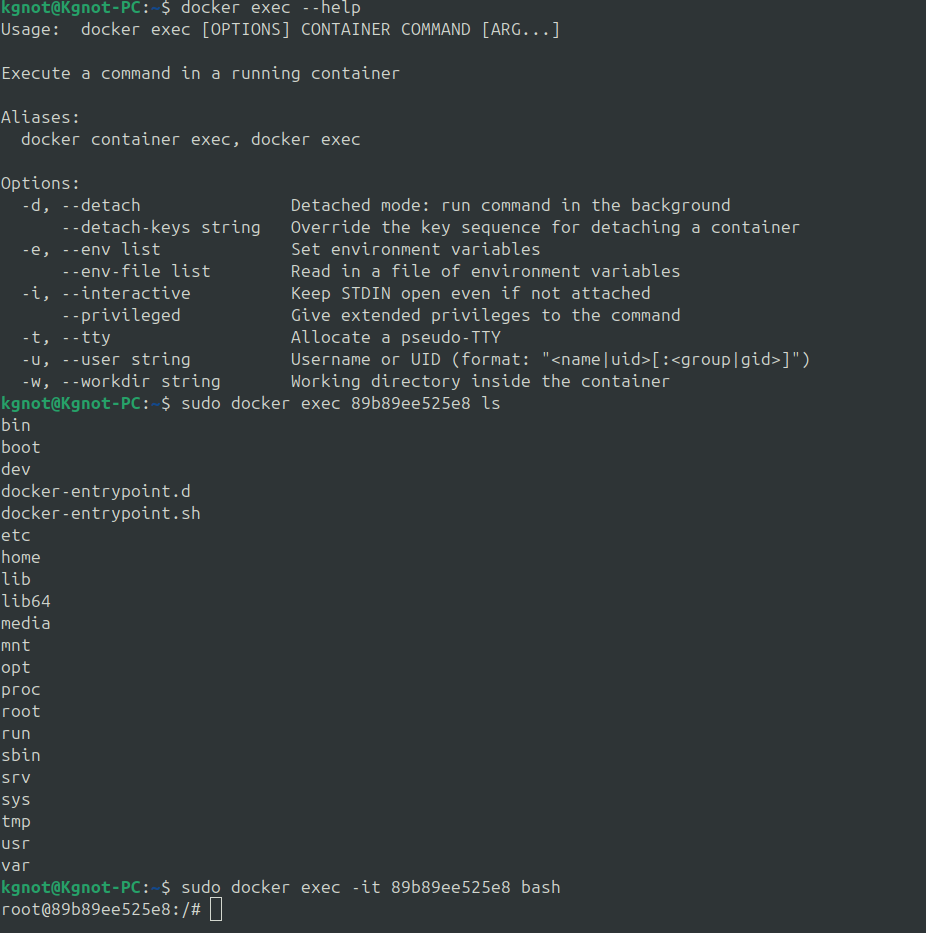 kgnot@Kgnot-PC:~$ docker exec --help
Usage:  docker exec [OPTIONS] CONTAINER COMMAND [ARG...]

Execute a command in a running container

Aliases:
  docker container exec, docker exec

Options:
  -d, --detach               Detached mode: run command in the background
      --detach-keys string   Override the key sequence for detaching a container
  -e, --env list             Set environment variables
      --env-file list        Read in a file of environment variables
  -i, --interactive          Keep STDIN open even if not attached
      --privileged           Give extended privileges to the command
  -t, --tty                  Allocate a pseudo-TTY
  -u, --user string          Username or UID (format: "<name|uid>[:<group|gid>]")
  -w, --workdir string       Working directory inside the container
kgnot@Kgnot-PC:~$ sudo docker exec 89b89ee525e8 ls
bin
boot
dev
docker-entrypoint.d
docker-entrypoint.sh
etc
home
lib
lib64
media
mnt
opt
proc
root
run
sbin
srv
sys
tmp
usr
var
kgnot@Kgnot-PC:~$ sudo docker exec -it 89b89ee525e8 bash
root@89b89ee525e8:/#